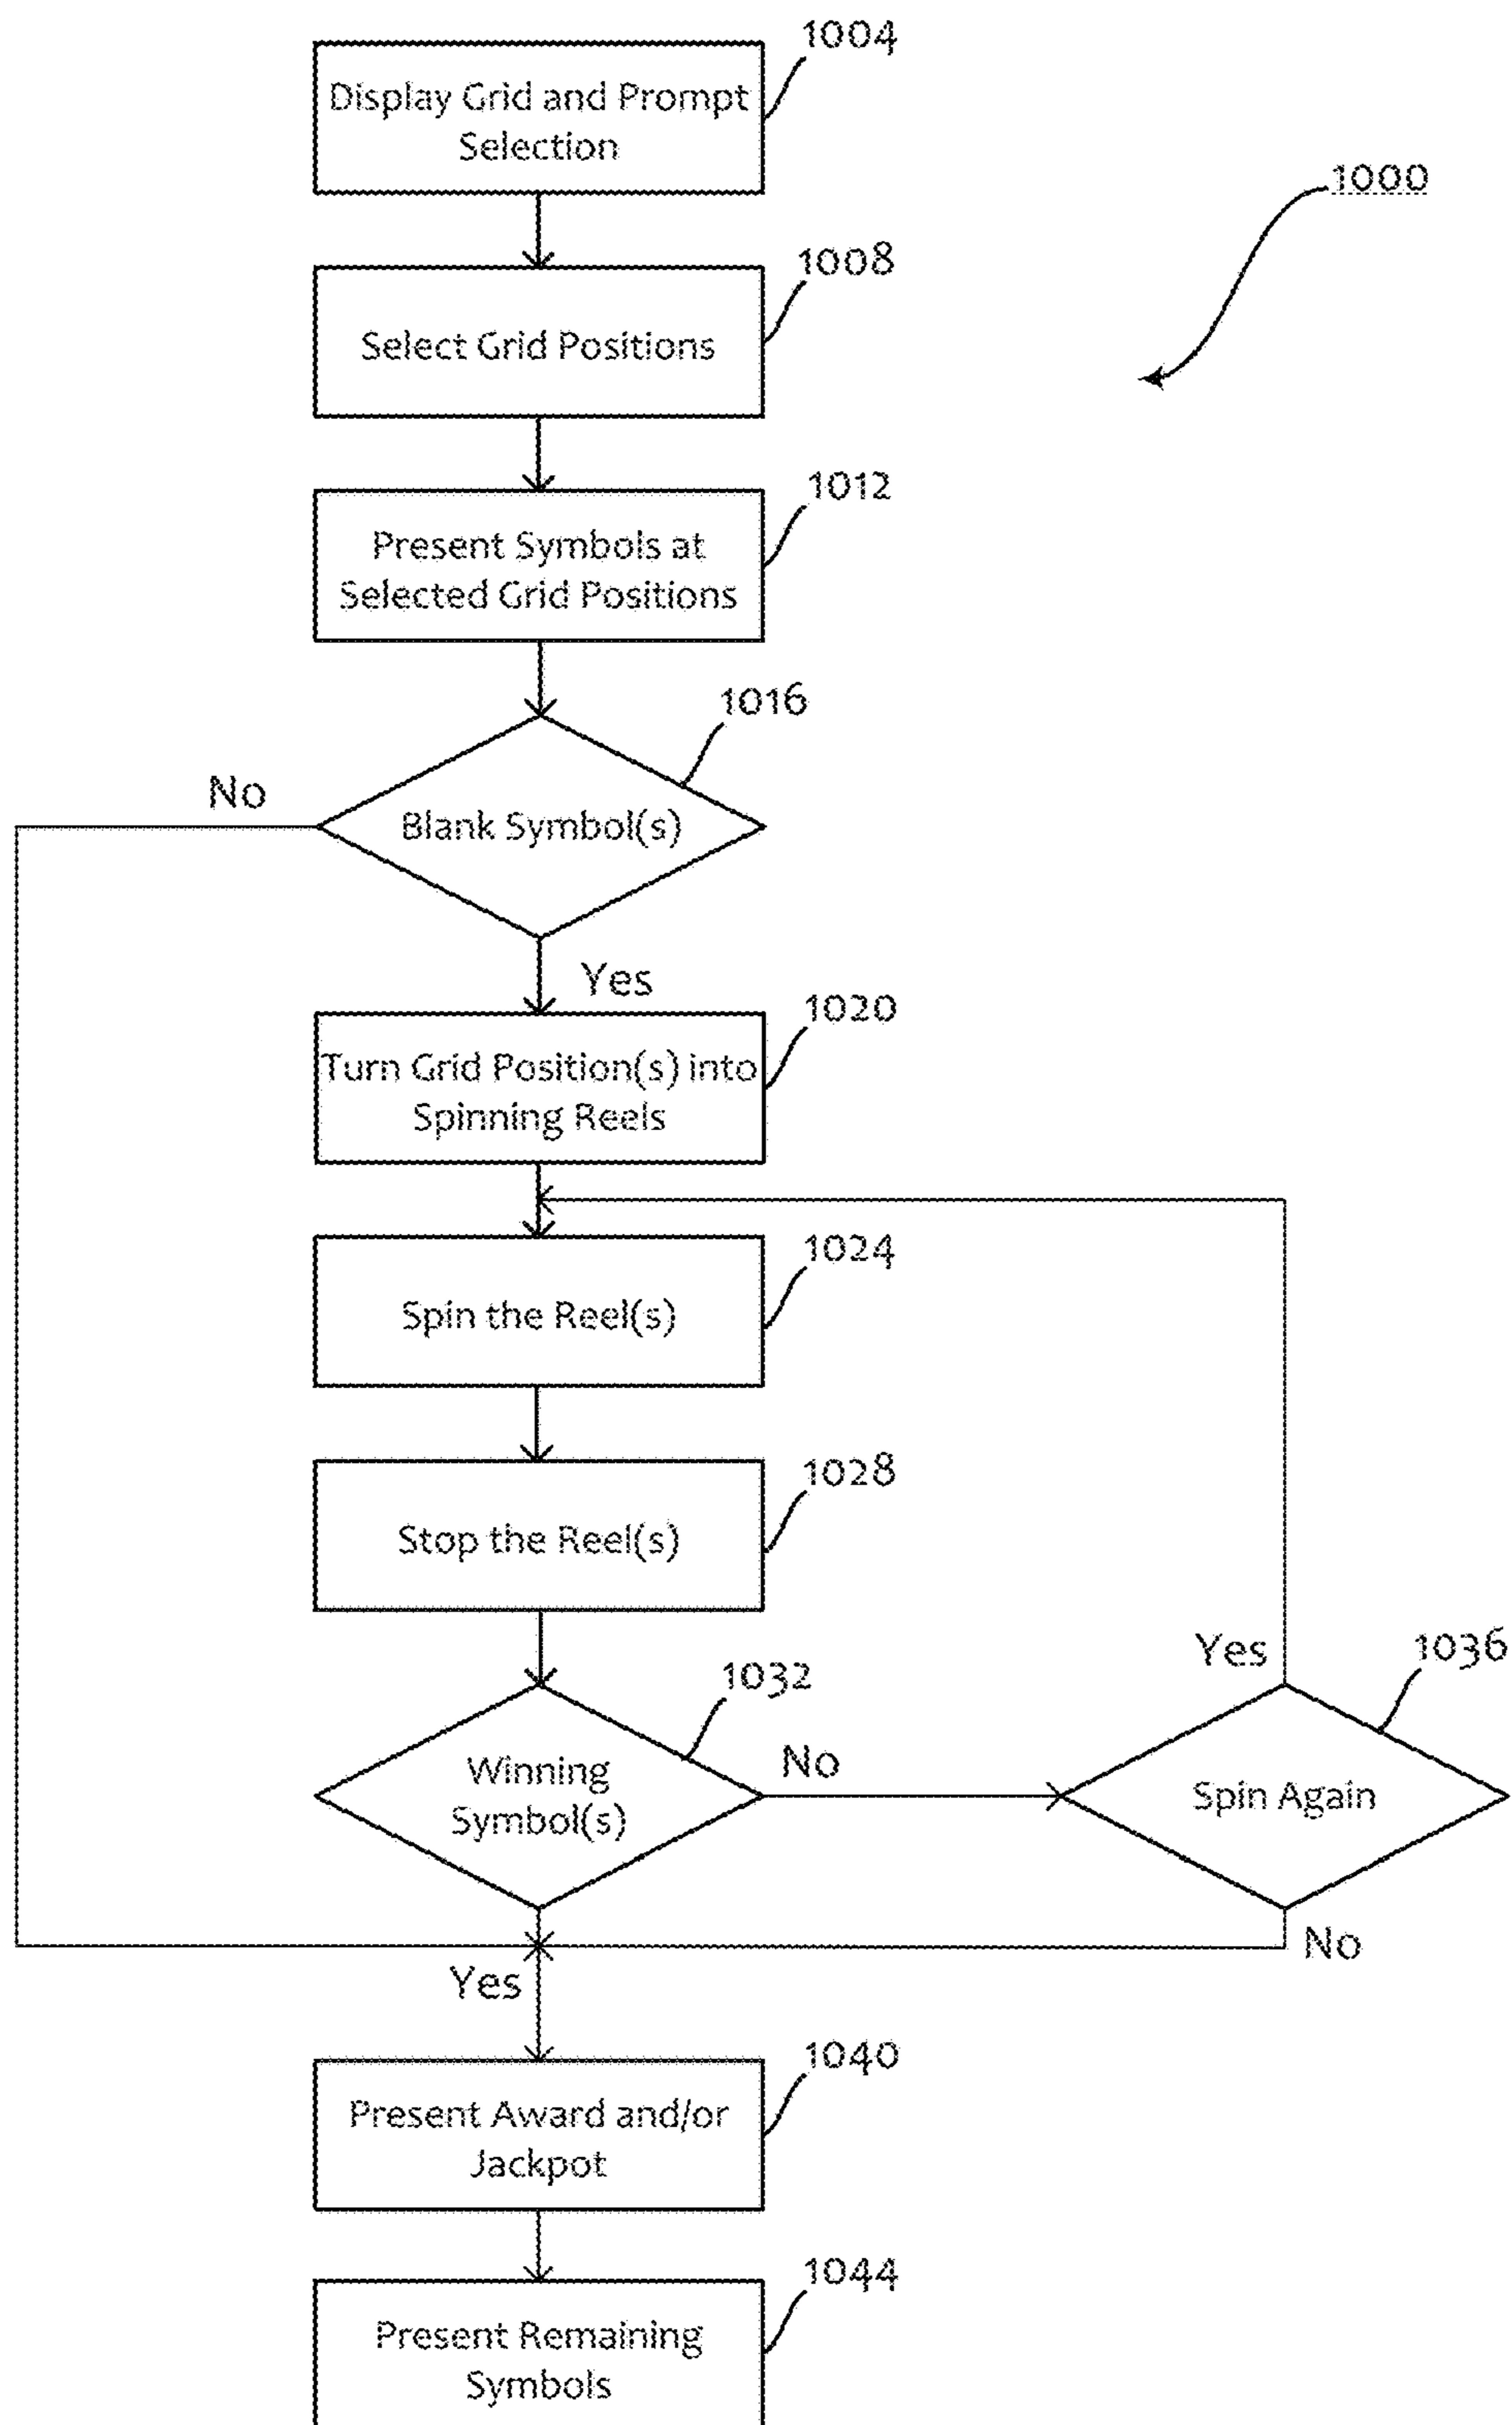 1004
Display Grid and Prompt
Selection
1000
1008
Select Grid Positions
1012
Present Symbols at
Selected Grid Positions
1016
No
Blank Symbol(s)
Yes
1020
Turn Grid Position(s) into
Spinning Reels
1024
Spin the Reel(s)
1028
Stop the Reel(s)
1032
Winning
Symbol(s)
No
Yes
1036
Spin Again
No
Yes
1040
Present Award and/or
Jackpot
1044
Present Remaining
Symbols